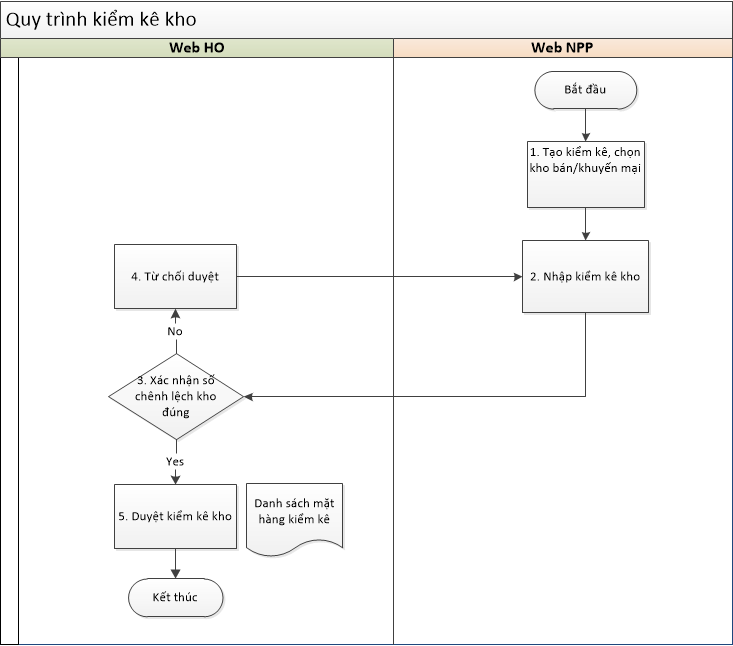 Quy trình kiểm kê kho
Web HO
Web NPP
Bắt đầu
1. Tạo kiểm kê, chọn
kho bán/khuyến mại
4. Từ chối duyệt
2. Nhập kiểm kê kho
No
3. Xác nhận số
chênh lệch kho
đúng
Yes
5. Duyệt kiểm kê kho
Danh sách mặt
hàng kiểm kê
Kết thúc